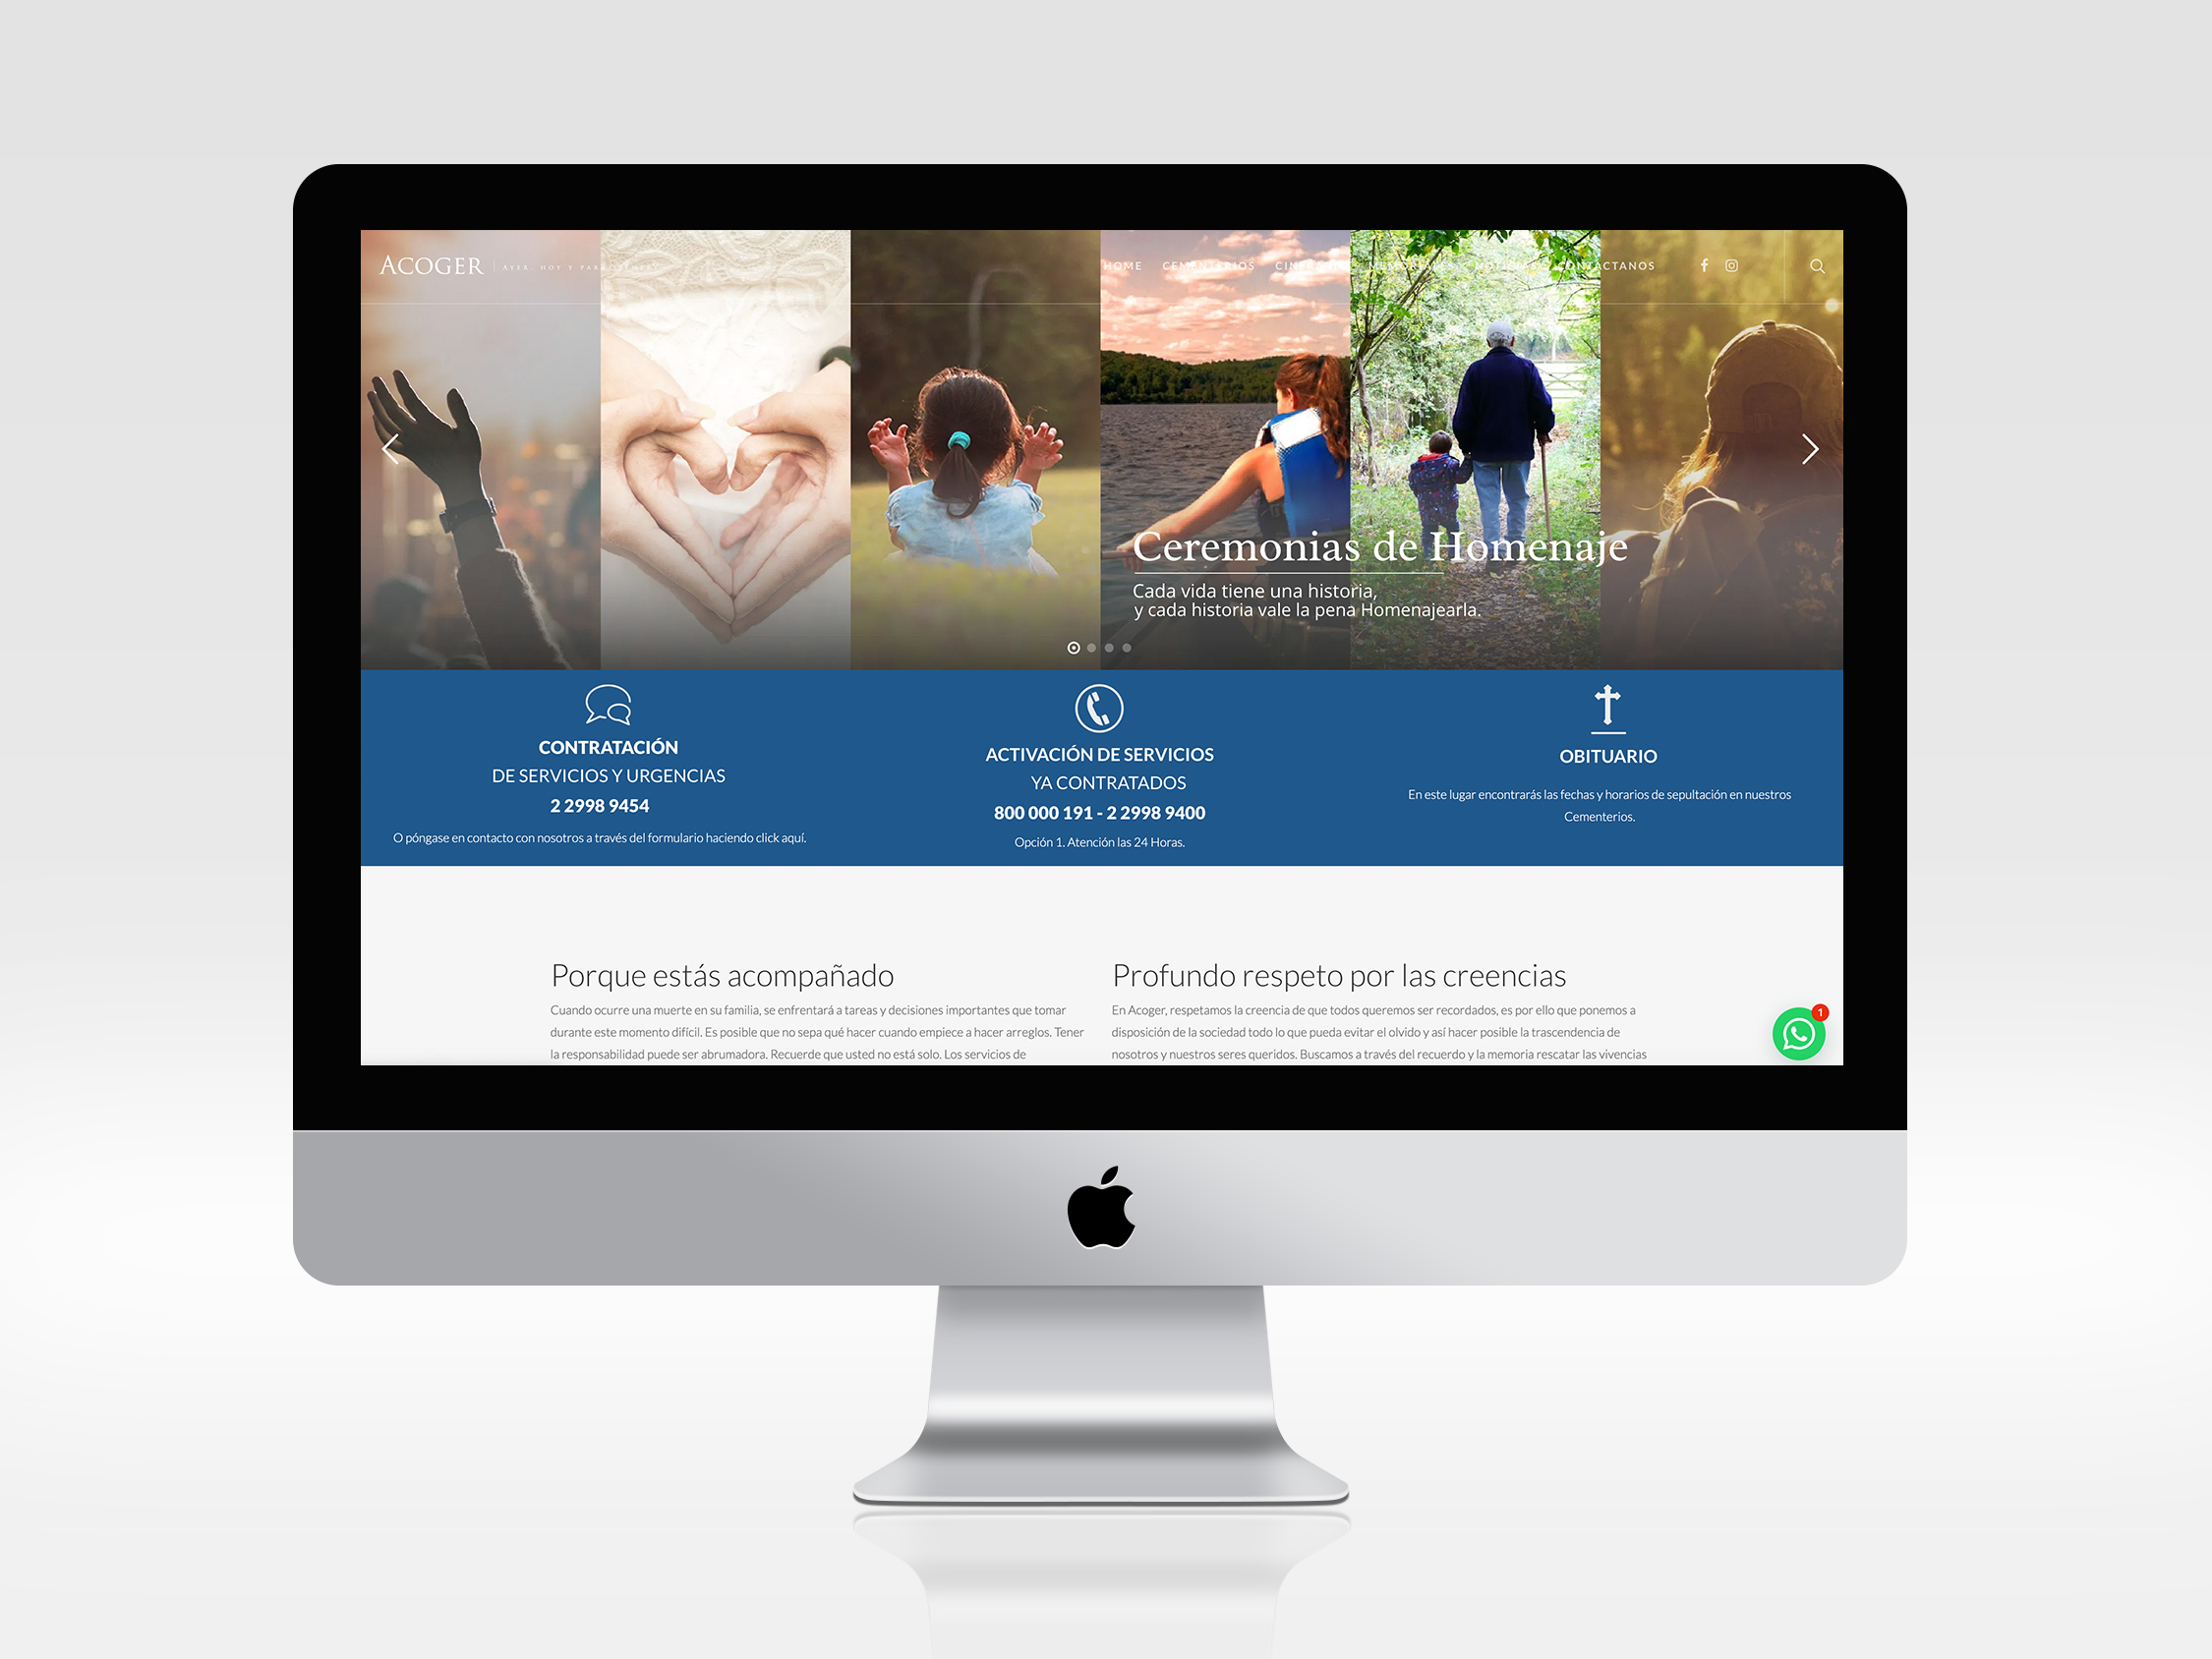 ACOGER
AYER, HOY Y PARA SIEMPRE
HOME CEMENTERIOS NOTICIAS CONTACTANOS
Ceremonias de Homenaje
Cada vida tiene una historia,
y cada historia vale la pena Homenajearla.
CONTRATACIÓN
DE SERVICIOS Y URGENCIAS
2 2998 9454
O póngase en contacto con nosotros a través del formulario haciendo click aquí.
ACTIVACIÓN DE SERVICIOS
YA CONTRATADOS
800 000 191 - 2 2998 9400
Opción 1. Atención las 24 Horas.
OBITUARIO
En este lugar encontrarás las fechas y horarios de sepultación en nuestros
Cementerios.
Porque estás acompañado
Cuando ocurre una muerte en su familia, se enfrentará a tareas y decisiones importantes que tomar
durante este momento difícil. Es posible que no sepa qué hacer cuando empiece a hacer arreglos. Tener
la responsabilidad puede ser abrumadora. Recuerde que usted no está solo. Los servicios de
Profundo respeto por las creencias
En Acoger, respetamos la creencia de que todos queremos ser recordados, es por ello que ponemos a
disposición de la sociedad todo lo que pueda evitar el olvido y así hacer posible la trascendencia de
nosotros y nuestros seres queridos. Buscamos a través del recuerdo y la memoria rescatar las vivencias
1